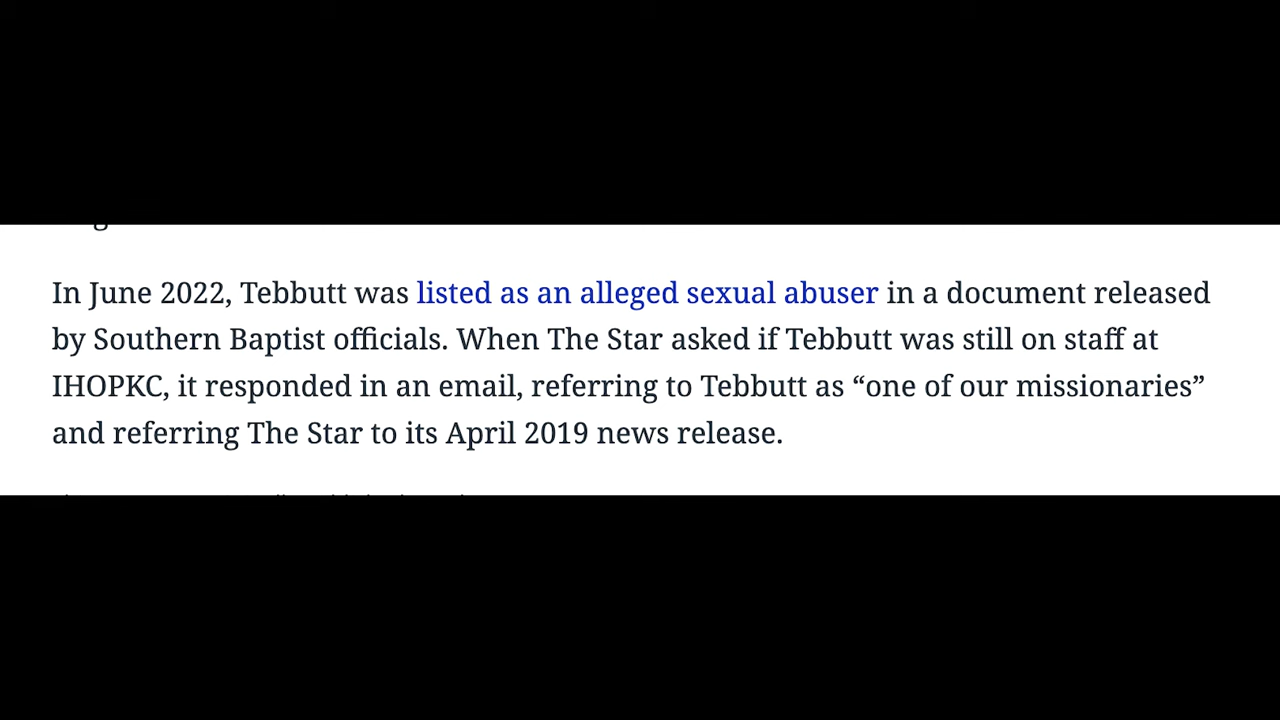 In June 2022, Tebbutt was listed as an alleged sexual abuser in a document released
by Southern Baptist officials. When The Star asked if Tebbutt was still on staff at
IHOPKC, it responded in an email, referring to Tebbutt as “one of our missionaries”
and referring The Star to its April 2019 news release.